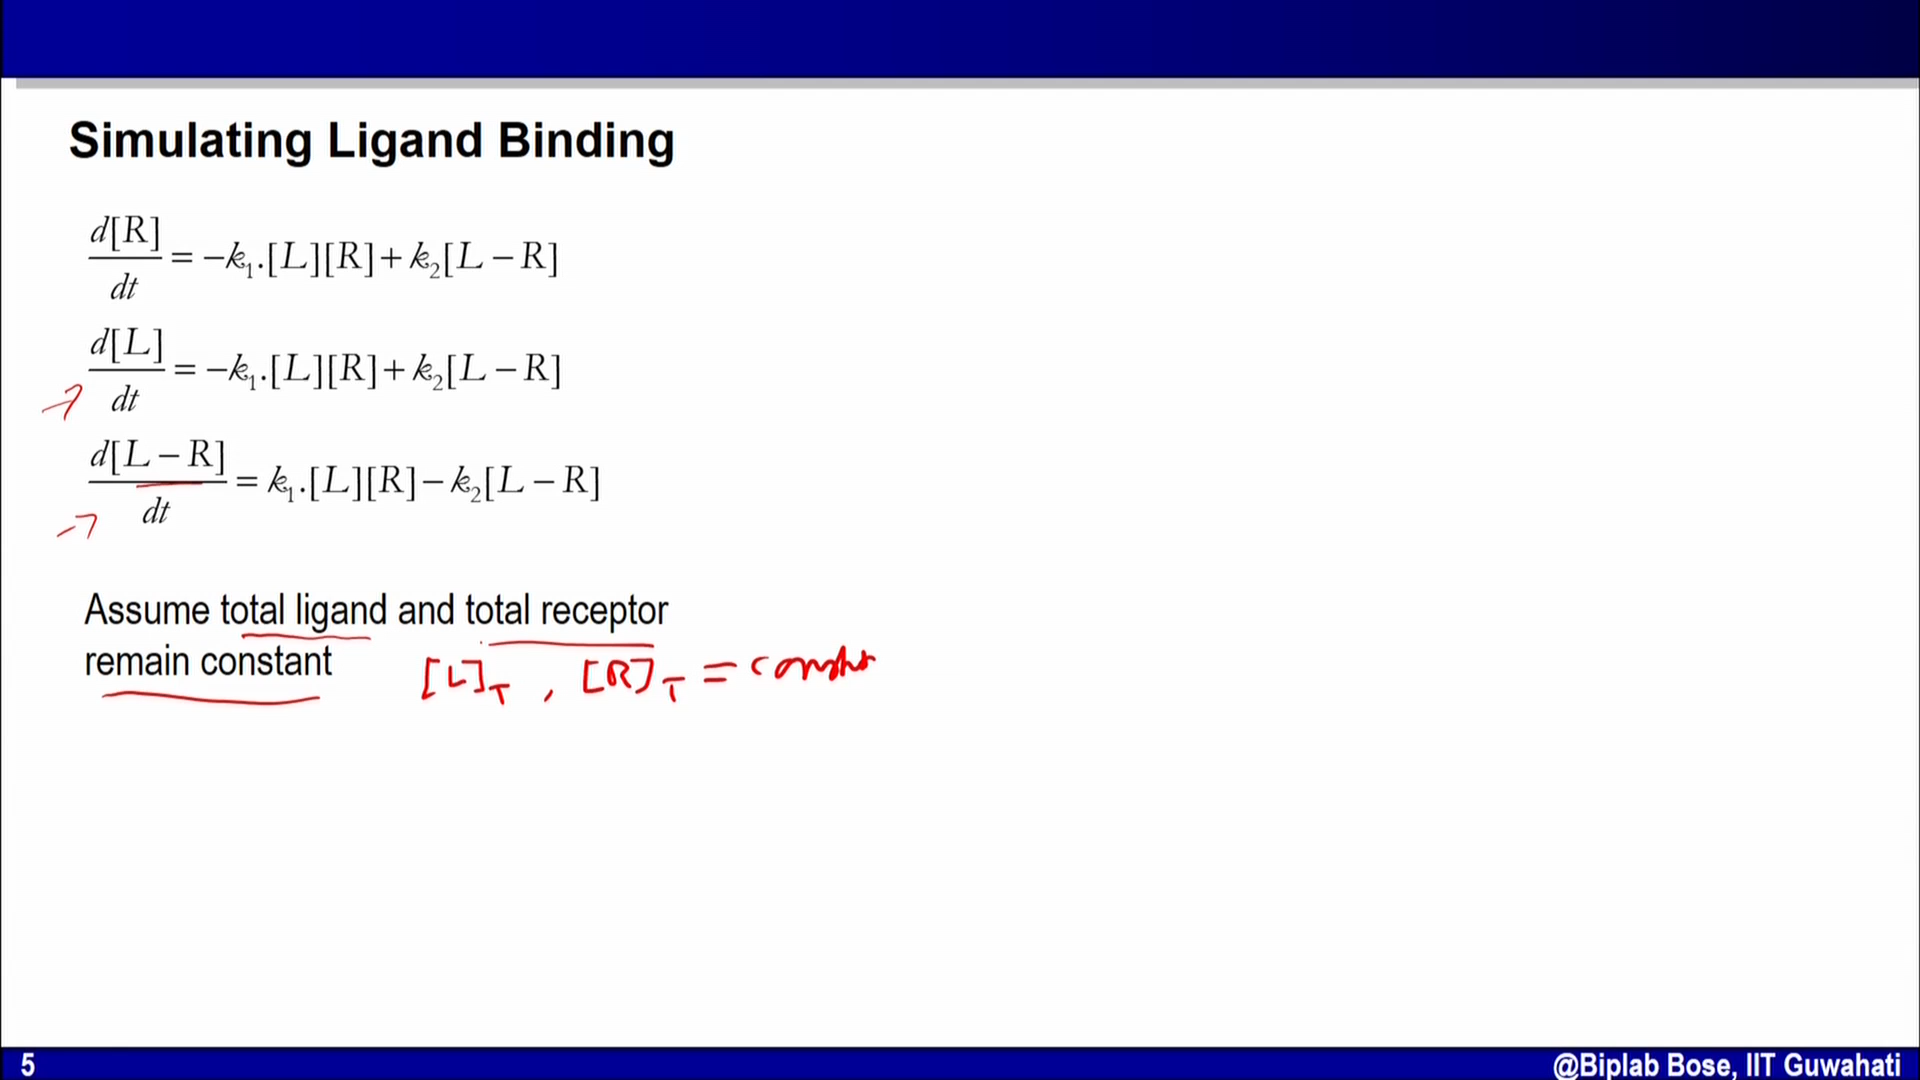 Simulating Ligand Binding
d[R]/dt = −k₁.[L][R] + k₂[L − R]
d[L]/dt = −k₁.[L][R] + k₂[L − R]
d[L − R]/dt = k₁.[L][R] − k₂[L − R]
Assume total ligand and total receptor
remain constant
[L]T , [R]T =
5
@Biplab Bose, IIT Guwahati